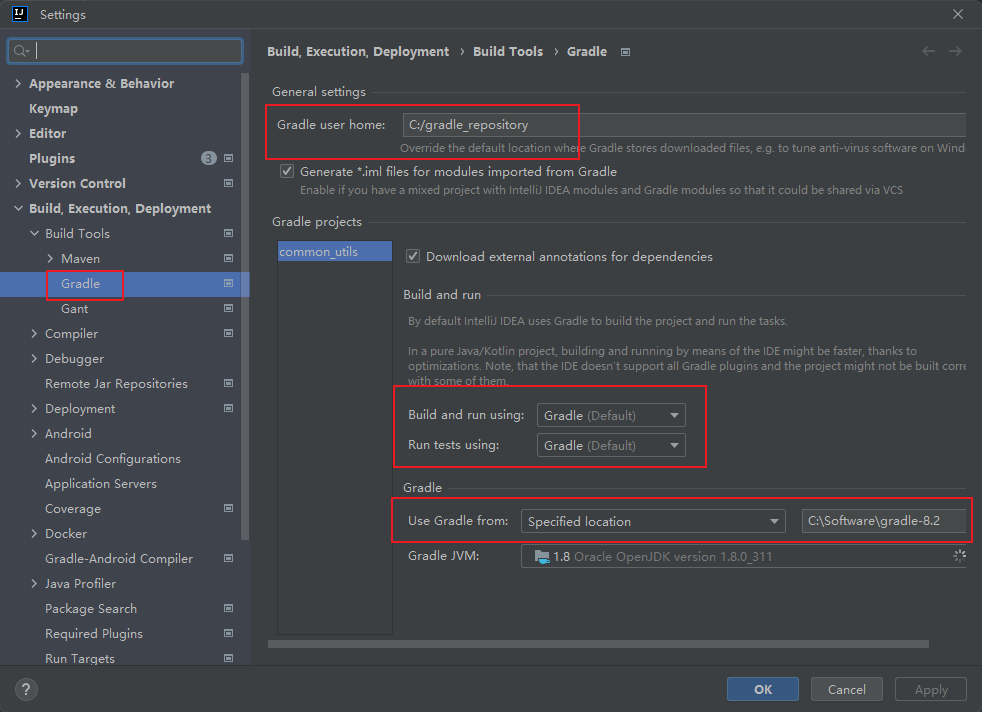 Settings
Build, Execution, Deployment › Build Tools › Gradle
Appearance & Behavior
Keymap
Editor
Plugins 3
Version Control
Build, Execution, Deployment
Build Tools
Maven
Gradle
Gant
Compiler
Debugger
Remote Jar Repositories
Deployment
Android
Android Configurations
Application Servers
Coverage
Docker
Gradle-Android Compiler
Java Profiler
Package Search
Required Plugins
Run Targets
General settings
Gradle user home: C:/gradle_repository
Override the default location where Gradle stores downloaded files, e.g. to tune anti-virus software on Wind
Generate *.iml files for modules imported from Gradle
Enable if you have a mixed project with IntelliJ IDEA modules and Gradle modules so that it could be shared via VCS
Gradle projects
common_utils
Download external annotations for dependencies
Build and run
By default IntelliJ IDEA uses Gradle to build the project and run the tasks.
In a pure Java/Kotlin project, building and running by means of the IDE might be faster, thanks to
optimizations. Note, that the IDE doesn't support all Gradle plugins and the project might not be built corre
with some of them.
Build and run using: Gradle (Default)
Run tests using: Gradle (Default)
Gradle
Use Gradle from: Specified location C:\Software\gradle-8.2
Gradle JVM: 1.8 Oracle OpenJDK version 1.8.0_311
?
OK
Cancel
Apply